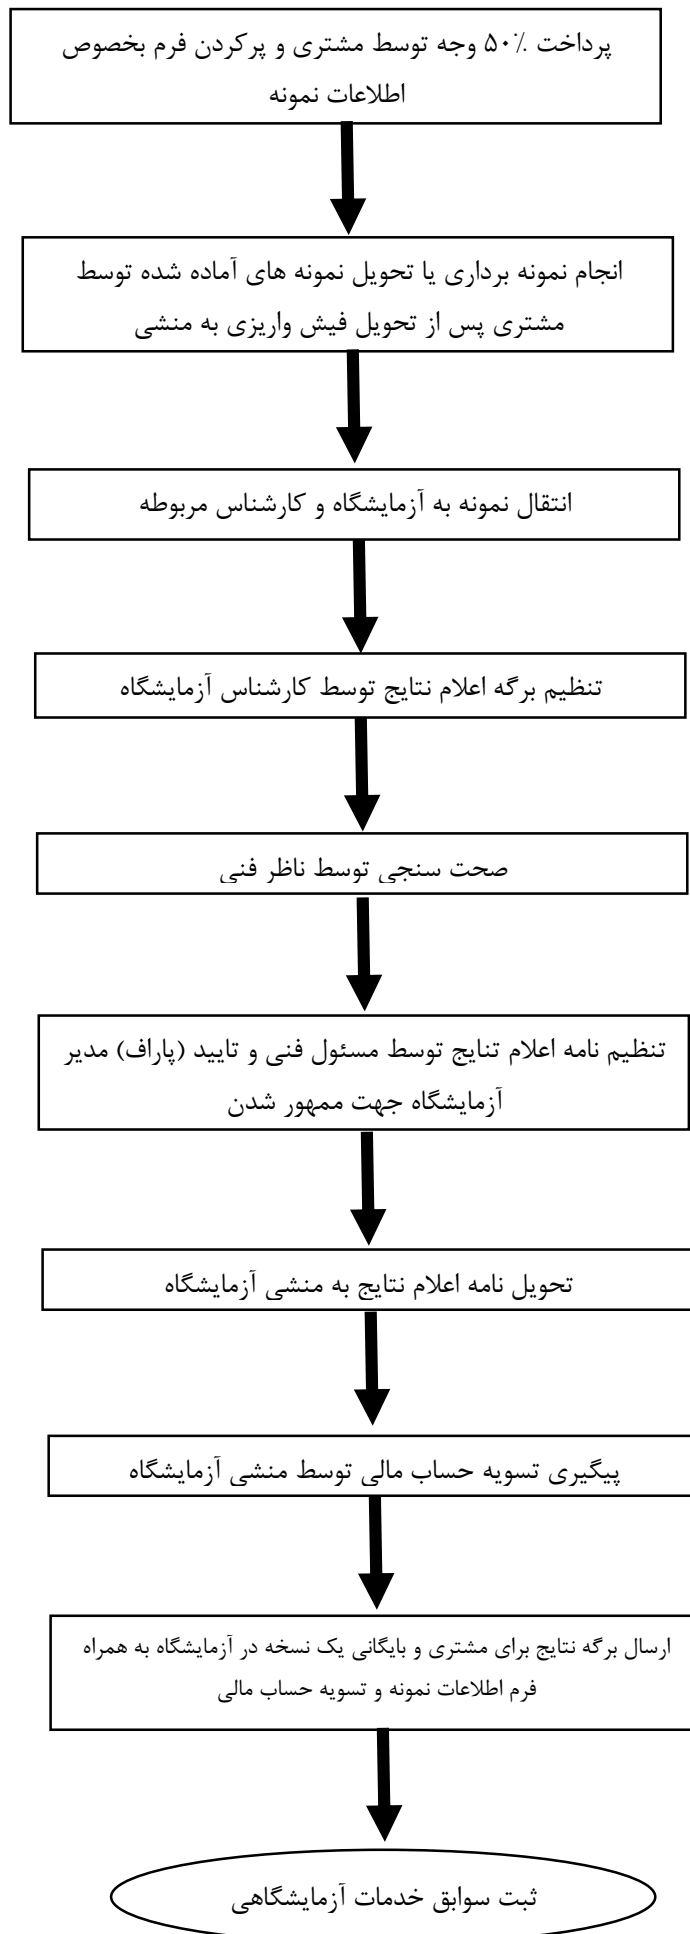 پرداخت ۵۰٪ وجه توسط مشتری و پرکردن فرم بخصوص
اطلاعات نمونه
انجام نمونه برداری یا تحویل نمونه های آماده شده توسط
مشتری پس از تحویل فیش واریزی به منشی
انتقال نمونه به آزمایشگاه و کارشناس مربوطه
تنظیم برگه اعلام نتایج توسط کارشناس آزمایشگاه
صحت سنجی توسط ناظر فنی
تنظیم نامه اعلام تنایج توسط مسئول فنی و تایید (پاراف) مدیر
آزمایشگاه جهت ممهور شدن
تحویل نامه اعلام نتایج به منشی آزمایشگاه
پیگیری تسویه حساب مالی توسط منشی آزمایشگاه
ارسال برگه نتایج برای مشتری و بایگانی یک نسخه در آزمایشگاه به همراه
فرم اطلاعات نمونه و تسویه حساب مالی
ثبت سوابق خدمات آزمایشگاهی